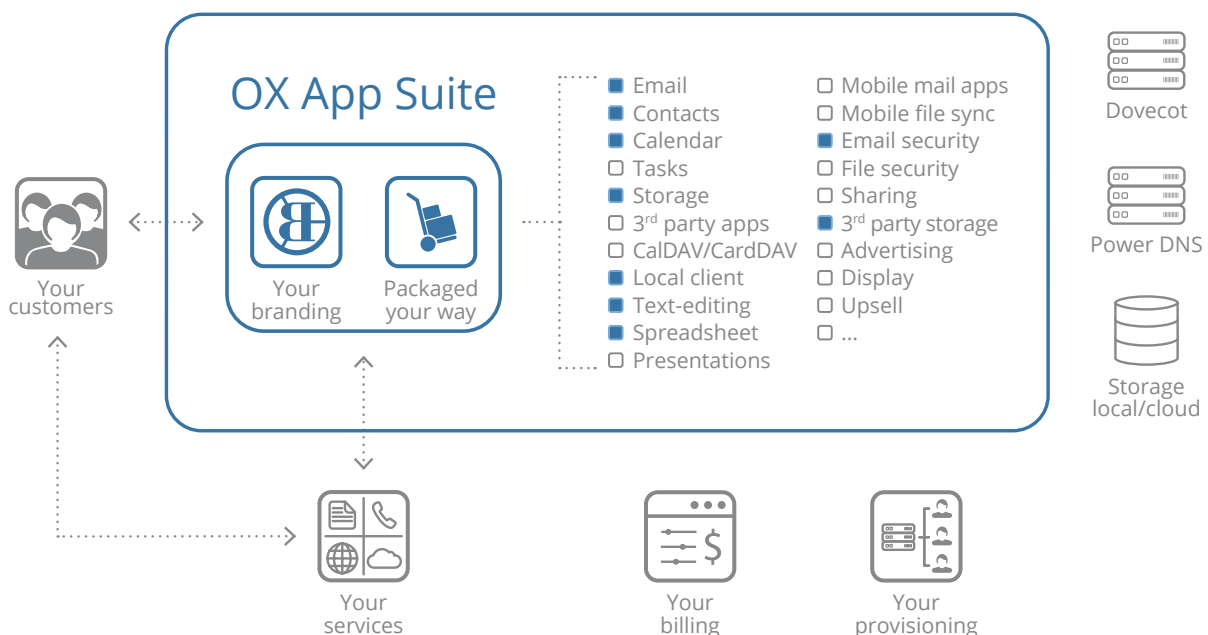 OX App Suite
Your
customers
Your
branding
Packaged
your way
Email
Contacts
Calendar
Tasks
Storage
3rd party apps
CalDAV/CardDAV
Local client
Text-editing
Spreadsheet
Presentations
Mobile mail apps
Mobile file sync
Email security
File security
Sharing
3rd party storage
Advertising
Display
Upsell
...
Dovecot
Power DNS
Storage
local/cloud
Your
services
$
Your
billing
Your
provisioning